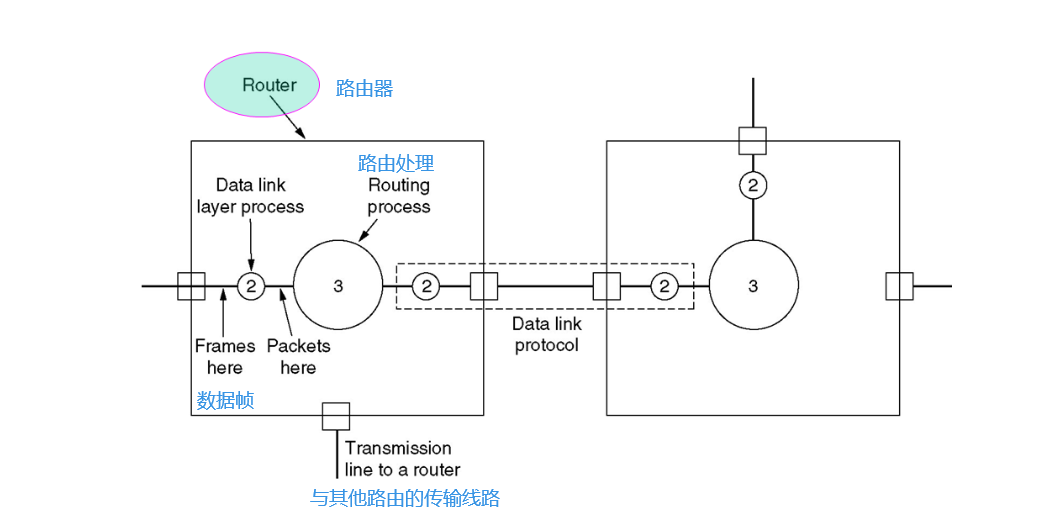 Router
路由器
路由处理
Data link
layer process
Routing
process
2
3
2
2
3
2
Frames
here
Packets
here
Data link
protocol
数据帧
Transmission
line to a router
与其他路由的传输线路